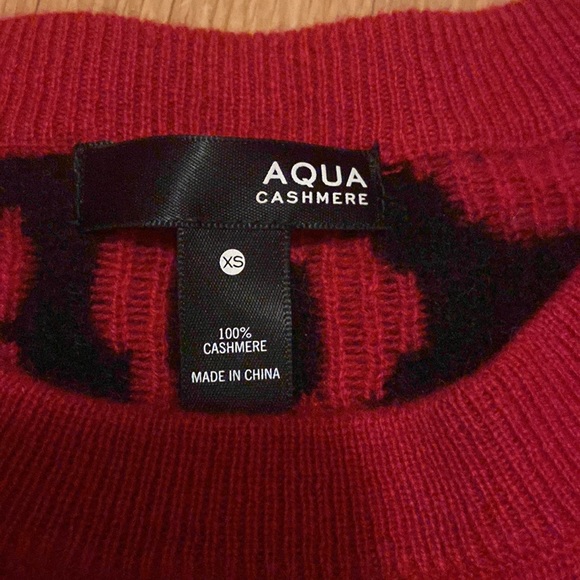 AQUA
CASHMERE
XS
100%
CASHMERE
MADE IN CHINA